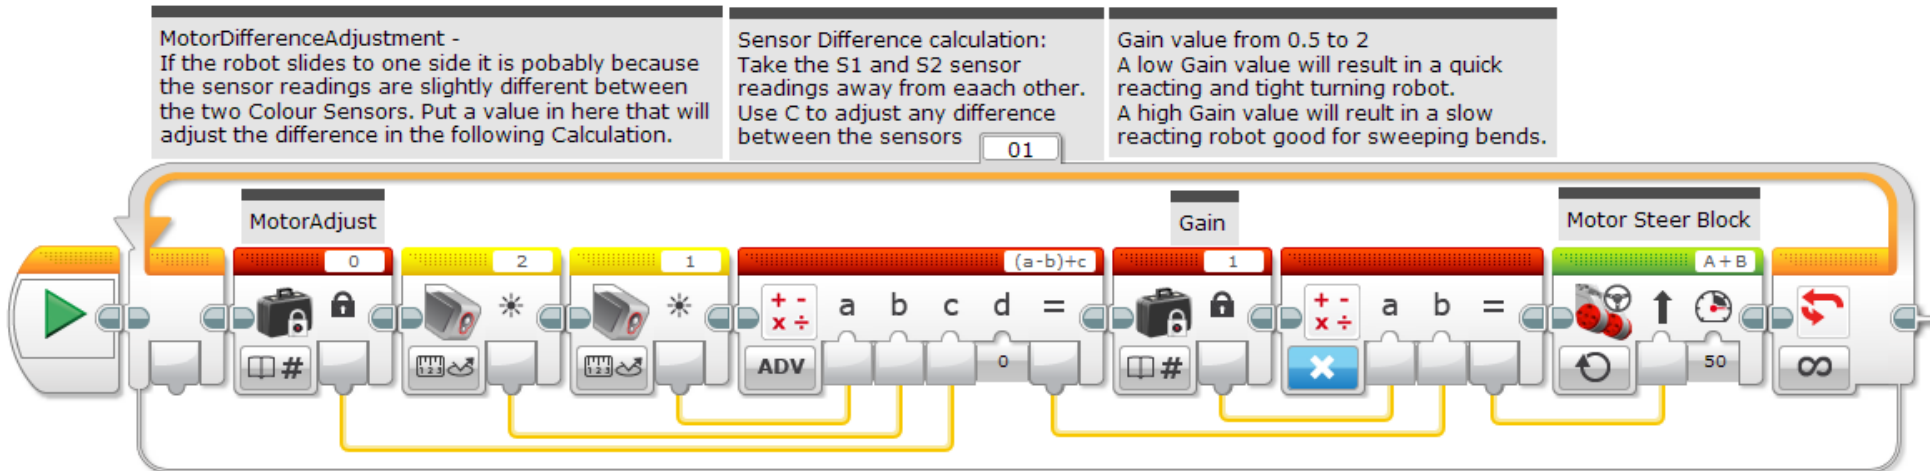 MotorDifferenceAdjustment -
If the robot slides to one side it is pobably because
the sensor readings are slightly different between
the two Colour Sensors. Put a value in here that will
adjust the difference in the following Calculation.
Sensor Difference calculation:
Take the S1 and S2 sensor
readings away from eaach other.
Use C to adjust any difference
between the sensors
Gain value from 0.5 to 2
A low Gain value will result in a quick
reacting and tight turning robot.
A high Gain value will reult in a slow
reacting robot good for sweeping bends.
01
MotorAdjust
Gain
Motor Steer Block
0
2
1
(a-b)+c
1
A+B
a b c d =
a b =
#
123
123
ADV
0
#
50